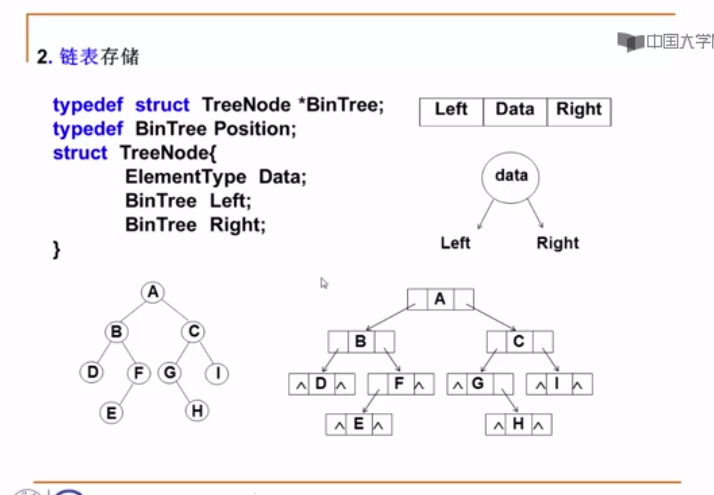 2. 链表存储
中国大学
typedef struct TreeNode *BinTree;
typedef BinTree Position;
struct TreeNode{
ElementType Data;
BinTree Left;
BinTree Right;
}
Left Data Right
data
Left Right
A
B C
D F G I
E H
A
B C
^ D ^ F ^ ^ G ^ I ^
^ E ^ ^ H ^